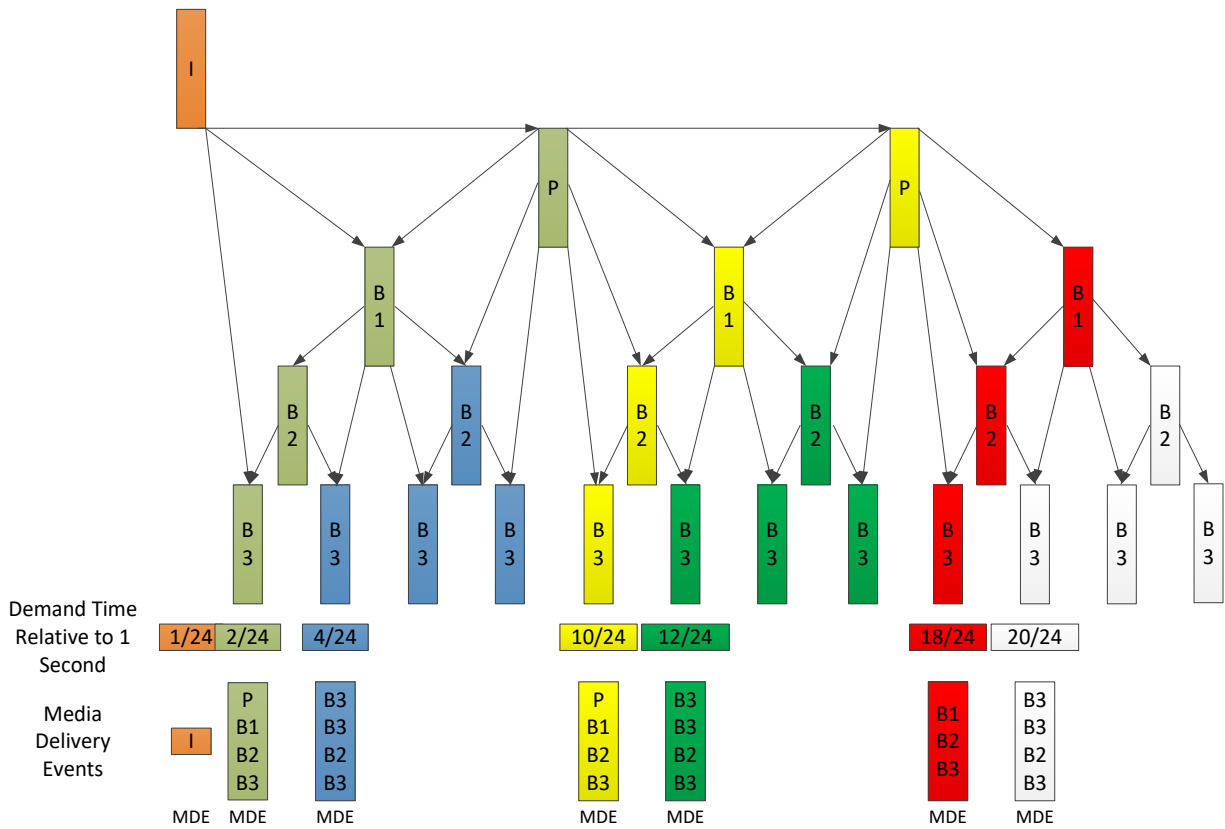 I
P
P
B
1
B
1
B
1
B
2
B
2
B
2
B
2
B
2
B
2
B
3
B
3
B
3
B
3
B
3
B
3
B
3
B
3
B
3
B
3
B
3
B
3
Demand Time
Relative to 1
Second
1/24 2/24 4/24 10/24 12/24 18/24 20/24
Media
Delivery
Events
I
P
B1
B2
B3
B3
B3
B2
B3
P
B1
B2
B3
B3
B3
B2
B3
B1
B2
B3
B3
B3
B2
B3
MDE MDE MDE MDE MDE MDE MDE